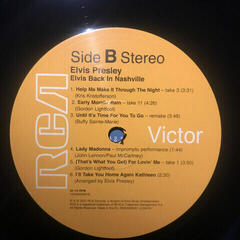 Side B Stereo
Elvis Presley
Elvis Back In Nashville
1. Help Me Make It Through The Night – take 3 (3:31)
(Kris Kristofferson)
2. Early Mornin' Rain – take 11 (4:26)
(Gordon Lightfoot)
3. Until It's Time For You To Go – remake (3:48)
(Buffy Sainte-Marie)
RCA
Victor
4. Lady Madonna – impromptu performance (1:44)
(John Lennon/Paul McCartney)
5. (That's What You Get) For Lovin' Me – take 1 (3:50)
(Gordon Lightfoot)
6. I'll Take You Home Again Kathleen (2:30)
(Arranged by Elvis Presley)